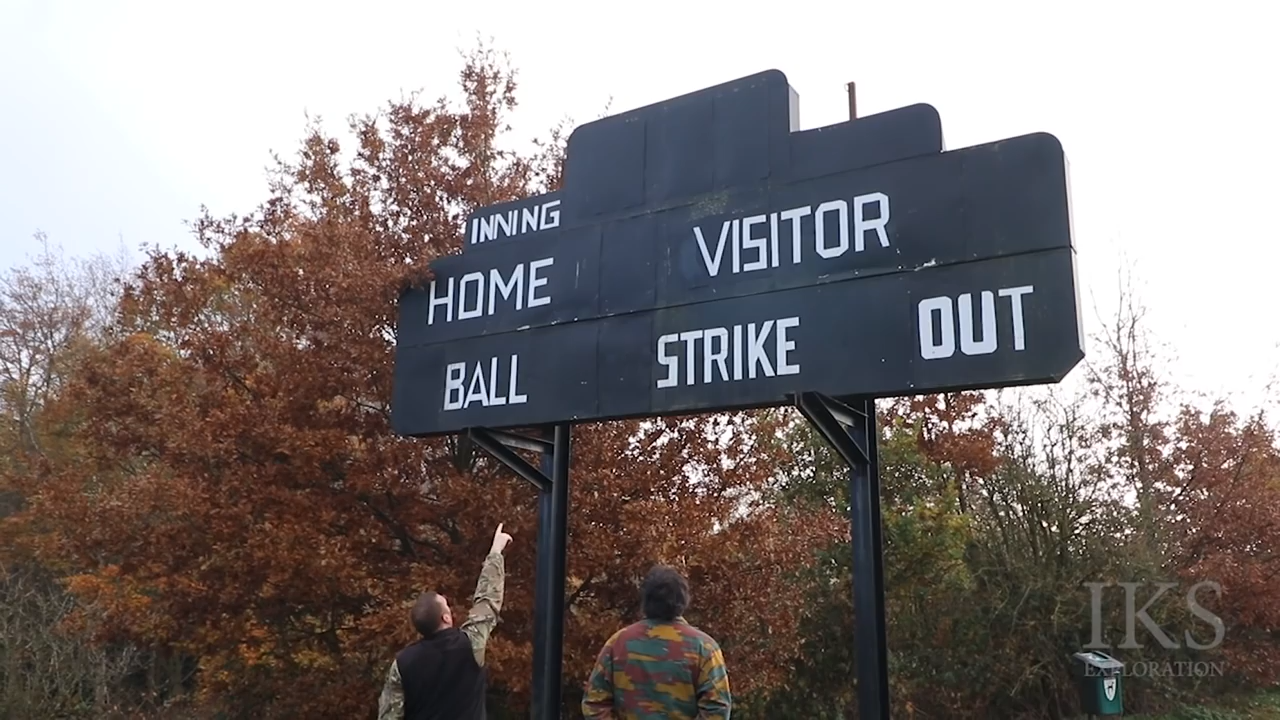 INNING
HOME VISITOR
BALL STRIKE OUT
IKS
EXPLORATION